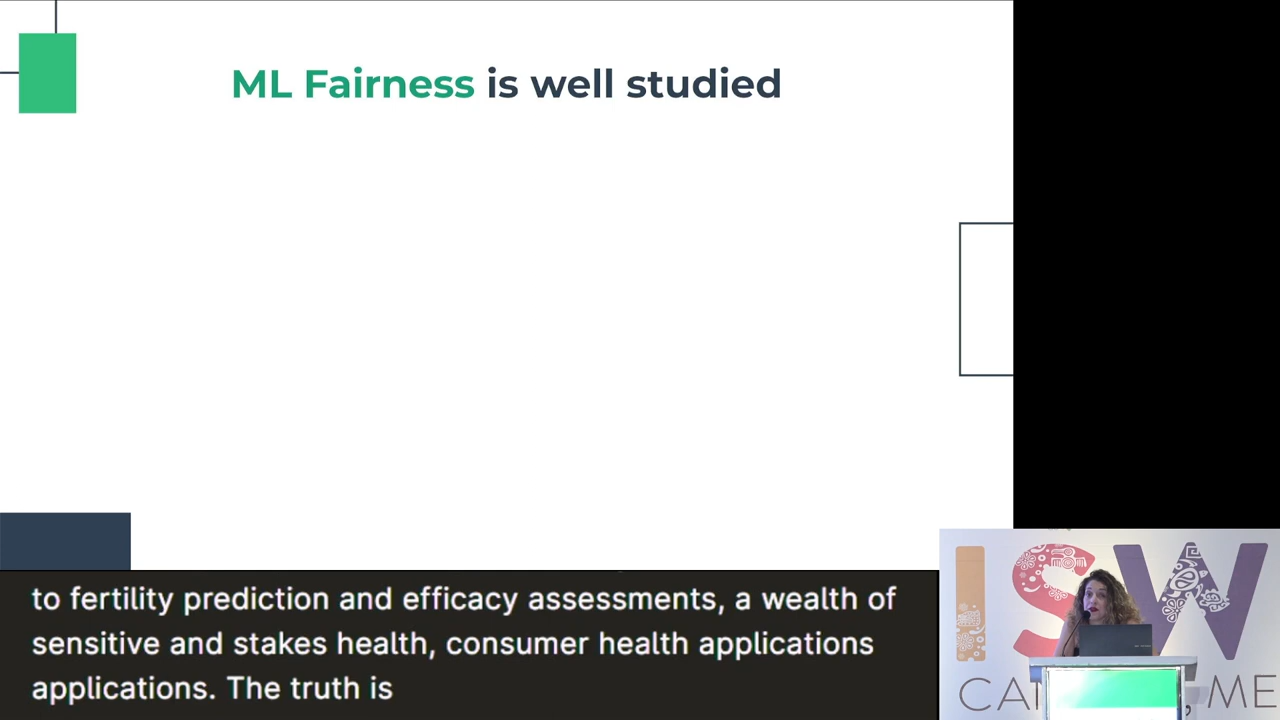 ML Fairness is well studied
to fertility prediction and efficacy assessments, a wealth of
sensitive and stakes health, consumer health applications
applications. The truth is
ISW
CAN , ME